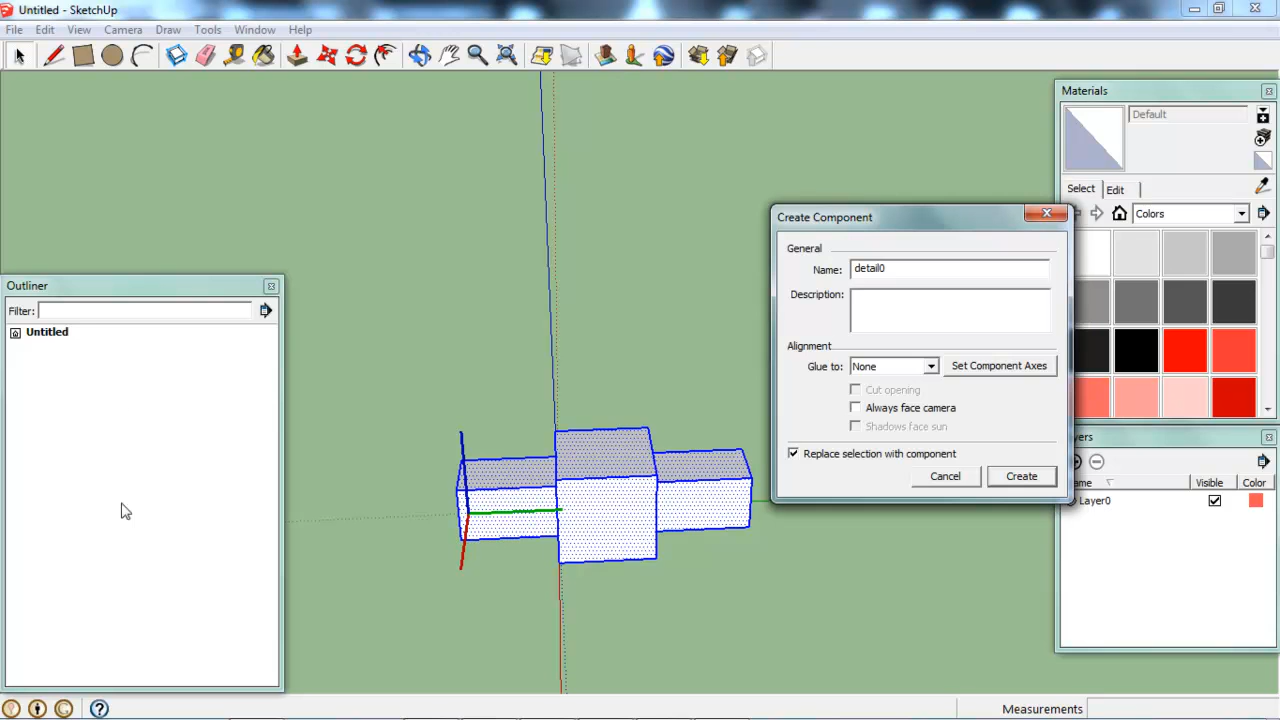 Untitled - SketchUp
File Edit View Camera Draw Tools Window Help
Materials
Default
Select Edit
Colors
Create Component
General
Name: detail0
Description:
Alignment
Glue to: None Set Component Axes
Cut opening
Always face camera
Shadows face sun
Replace selection with component
Cancel Create
Outliner
Filter:
Untitled
yers
ame Visible Color
Layer0
Measurements